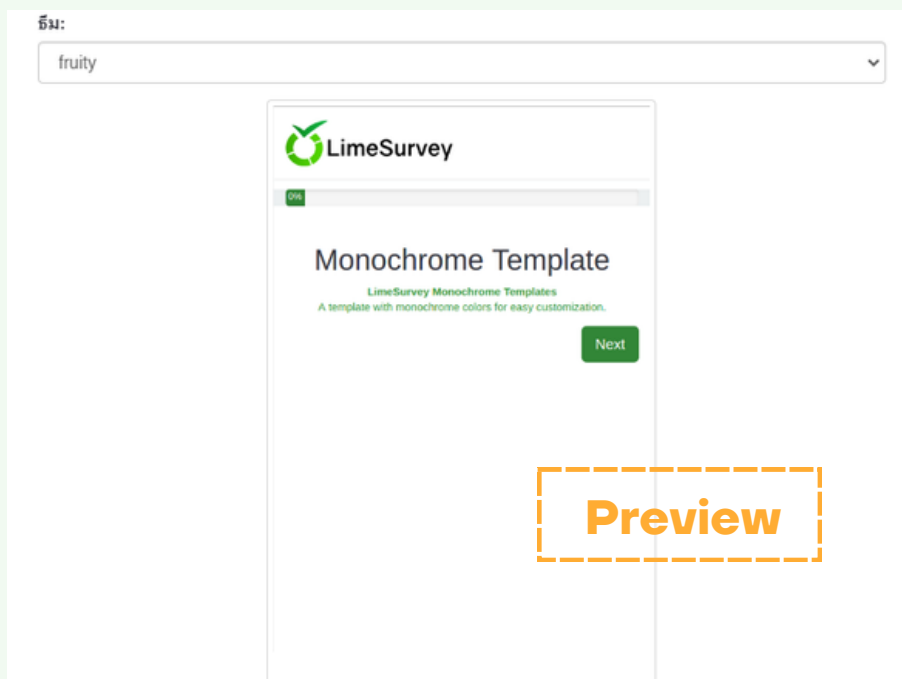 ธีม:
fruity
LimeSurvey
0%
Monochrome Template
LimeSurvey Monochrome Templates
A template with monochrome colors for easy customization.
Next
Preview